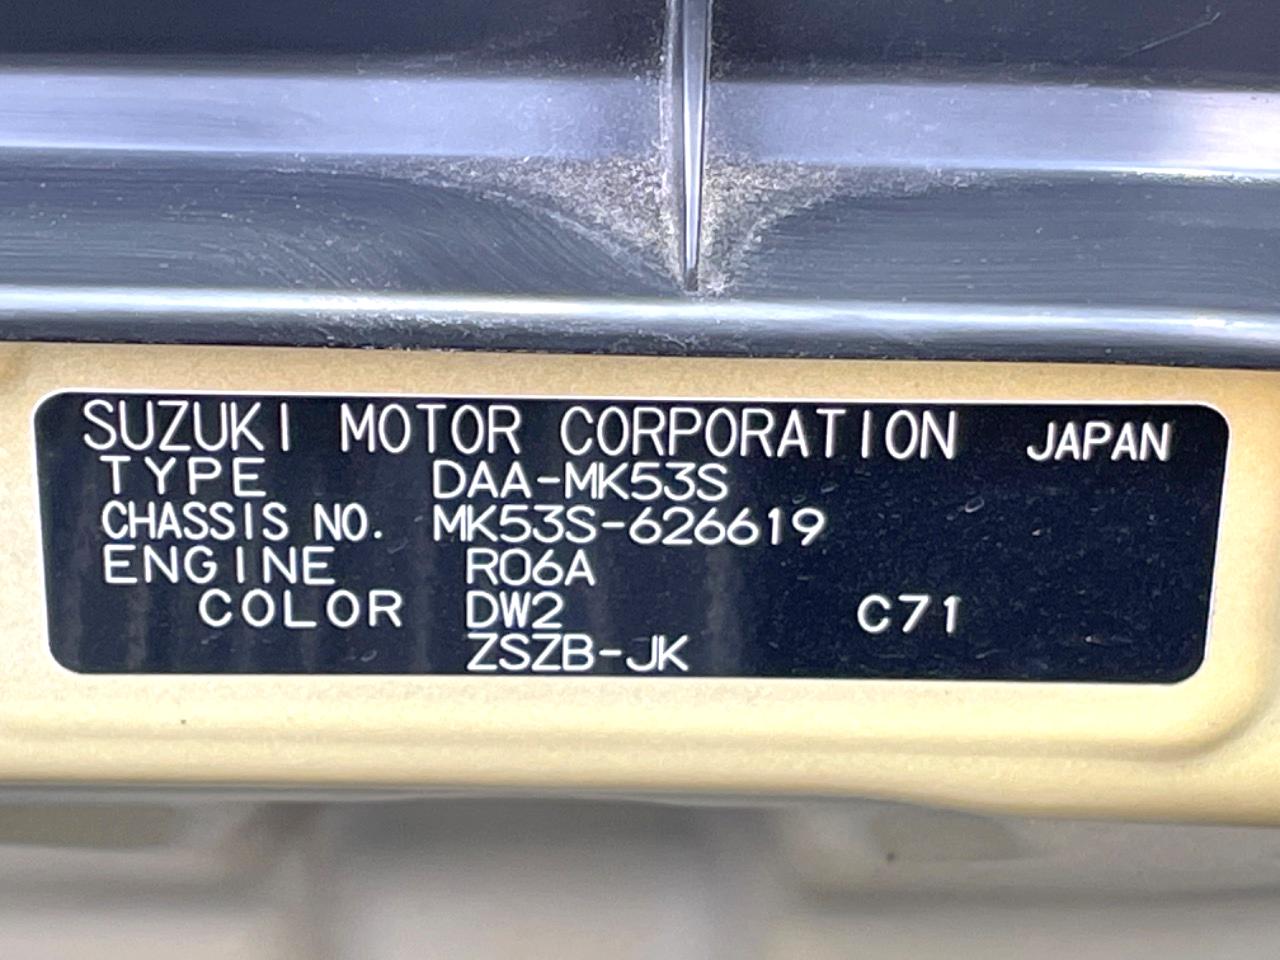 SUZUKI MOTOR CORPORATION JAPAN
TYPE DAA-MK53S
CHASSIS NO. MK53S-626619
ENGINE R06A
COLOR DW2 C71
ZSZB-JK